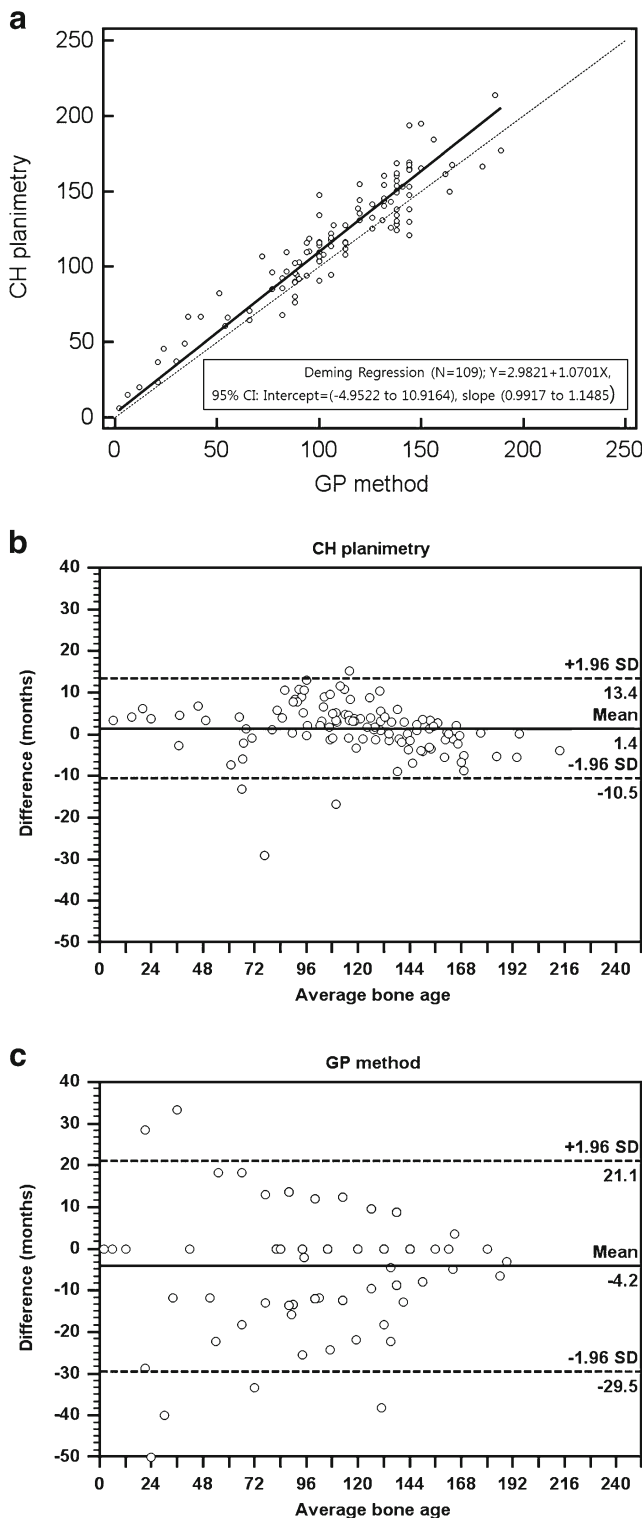 a
250
200
150
100
50
0
CH planimetry
Deming Regression (N=109); Y=2.9821+1.0701X,
95% CI: Intercept=(-4.9522 to 10.9164), slope (0.9917 to 1.1485)
0 50 100 150 200 250
GP method
b
CH planimetry
40
30
20
10
0
-10
-20
-30
-40
-50
Difference (months)
+1.96 SD
13.4
Mean
1.4
-1.96 SD
-10.5
0 24 48 72 96 120 144 168 192 216 240
Average bone age
c
GP method
40
30
20
10
0
-10
-20
-30
-40
-50
Difference (months)
+1.96 SD
21.1
Mean
-4.2
-1.96 SD
-29.5
0 24 48 72 96 120 144 168 192 216 240
Average bone age